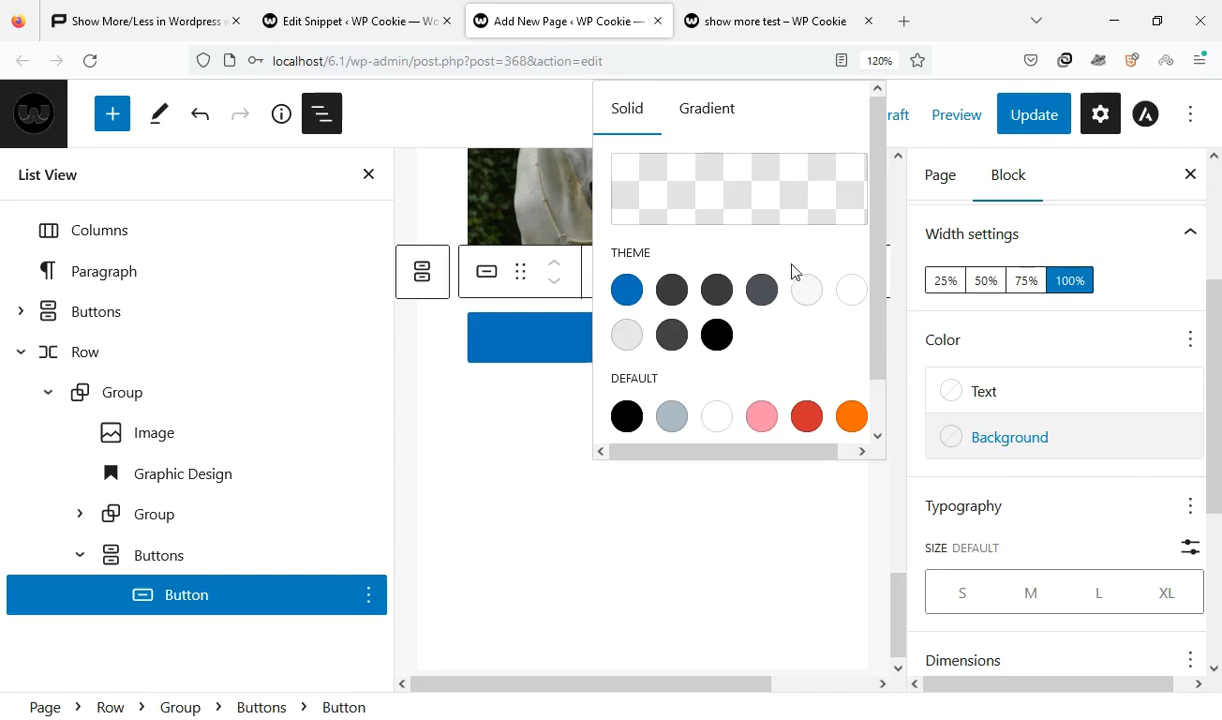 Show More/Less in Wordpress
Edit Snippet ‹ WP Cookie — Wo
Add New Page ‹ WP Cookie —
show more test – WP Cookie
localhost/6.1/wp-admin/post.php?post=368&action=edit
120%
Solid
Gradient
raft
Preview
Update
List View
Page
Block
Columns
Paragraph
Buttons
Row
Group
Image
Graphic Design
Group
Buttons
Button
THEME
DEFAULT
Width settings
25%
50%
75%
100%
Color
Text
Background
Typography
SIZE DEFAULT
S
M
L
XL
Dimensions
Page > Row > Group > Buttons > Button